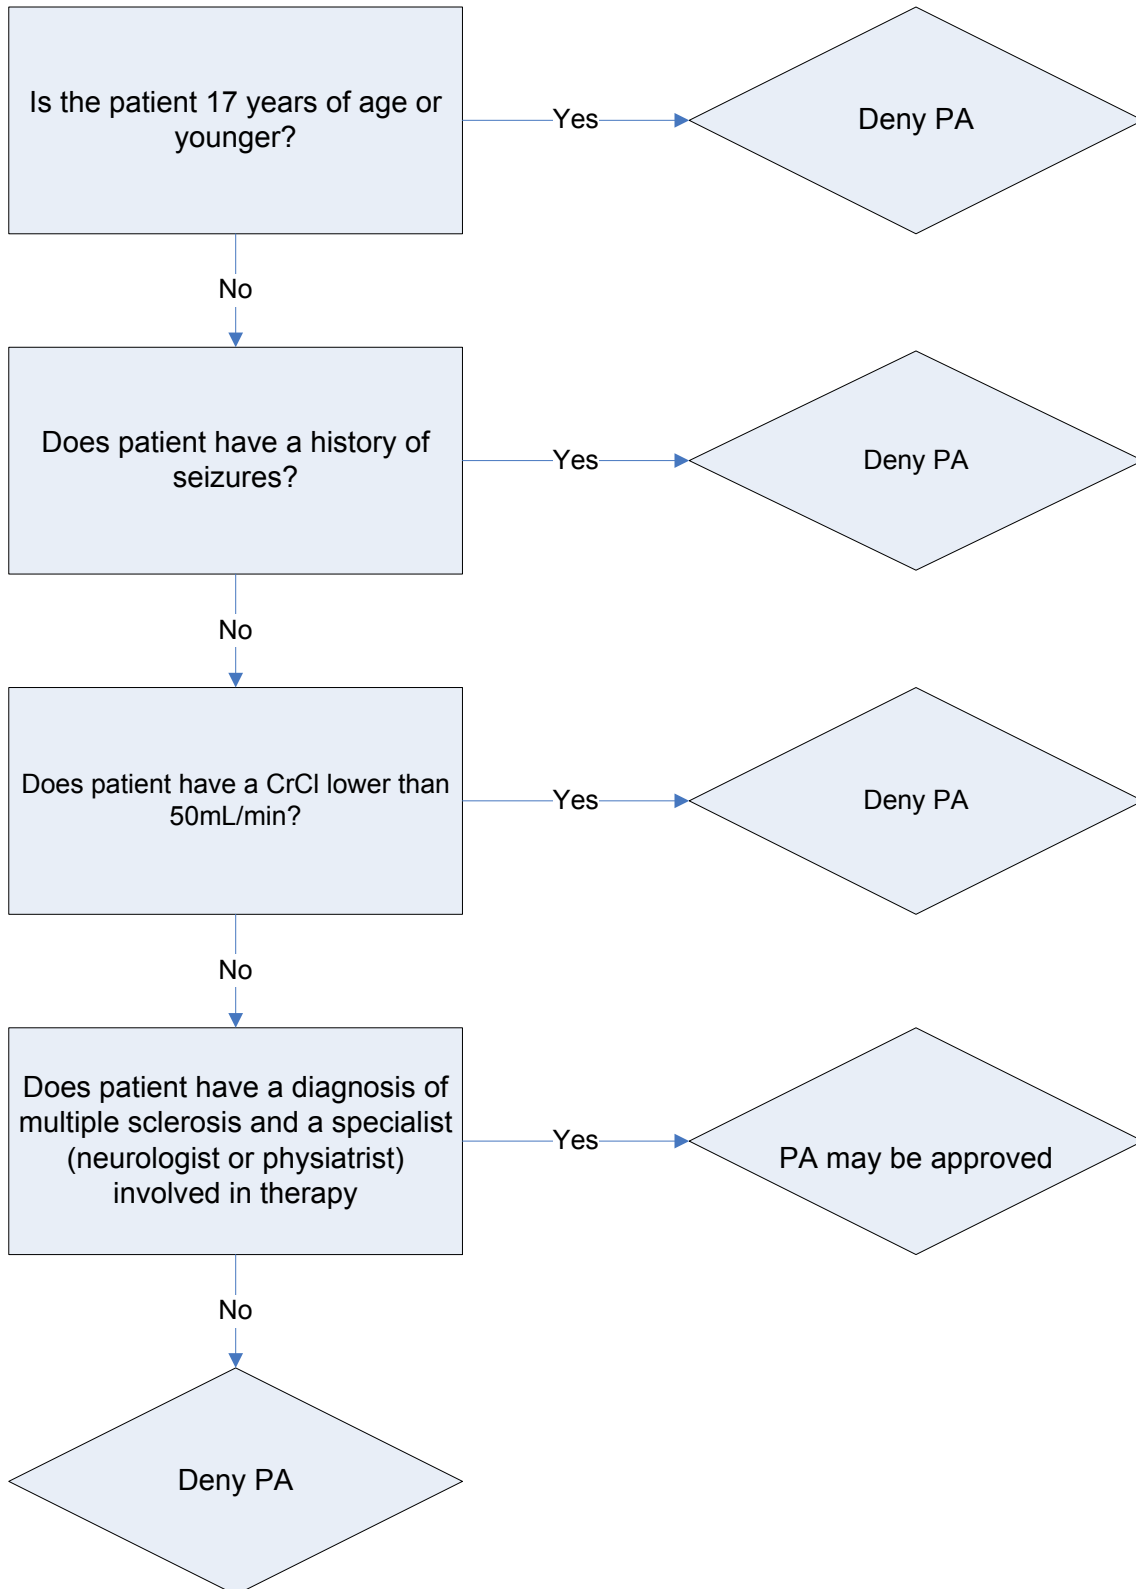 Is the patient 17 years of age or
younger?
Yes
Deny PA
No
Does patient have a history of
seizures?
Yes
Deny PA
No
Does patient have a CrCl lower than
50mL/min?
Yes
Deny PA
No
Does patient have a diagnosis of
multiple sclerosis and a specialist
(neurologist or physiatrist)
involved in therapy
Yes
PA may be approved
No
Deny PA